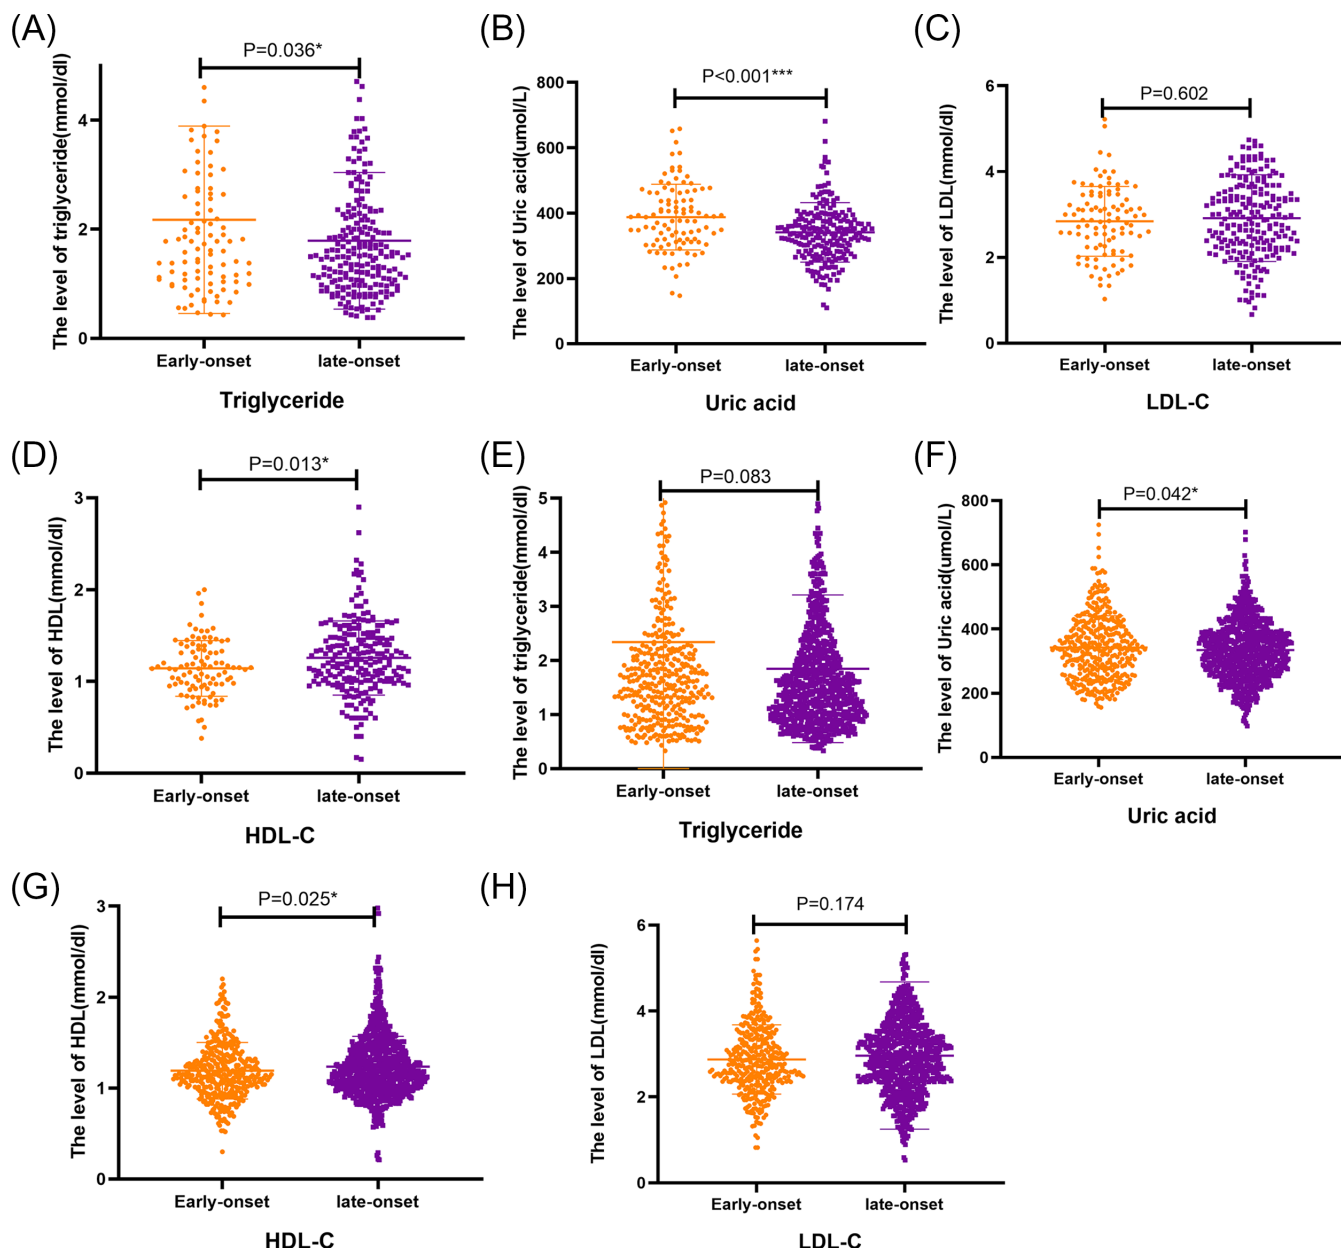 (A)
P=0.036*
The level of triglyceride(mmol/dl)
4
2
0
Early-onset
late-onset
Triglyceride
(B)
P<0.001***
The level of Uric acid(umol/L)
800
600
400
200
0
Early-onset
late-onset
Uric acid
(C)
P=0.602
The level of LDL(mmol/dl)
6
4
2
0
Early-onset
late-onset
LDL-C
(D)
P=0.013*
The level of HDL(mmol/dl)
3
2
1
0
Early-onset
late-onset
HDL-C
(E)
P=0.083
The level of triglyceride(mmol/dl)
5
4
3
2
1
0
Early-onset
late-onset
Triglyceride
(F)
P=0.042*
The level of Uric acid(umol/L)
800
600
400
200
0
Early-onset
late-onset
Uric acid
(G)
P=0.025*
The level of HDL(mmol/dl)
3
2
1
0
Early-onset
late-onset
HDL-C
(H)
P=0.174
The level of LDL(mmol/dl)
6
4
2
0
Early-onset
late-onset
LDL-C